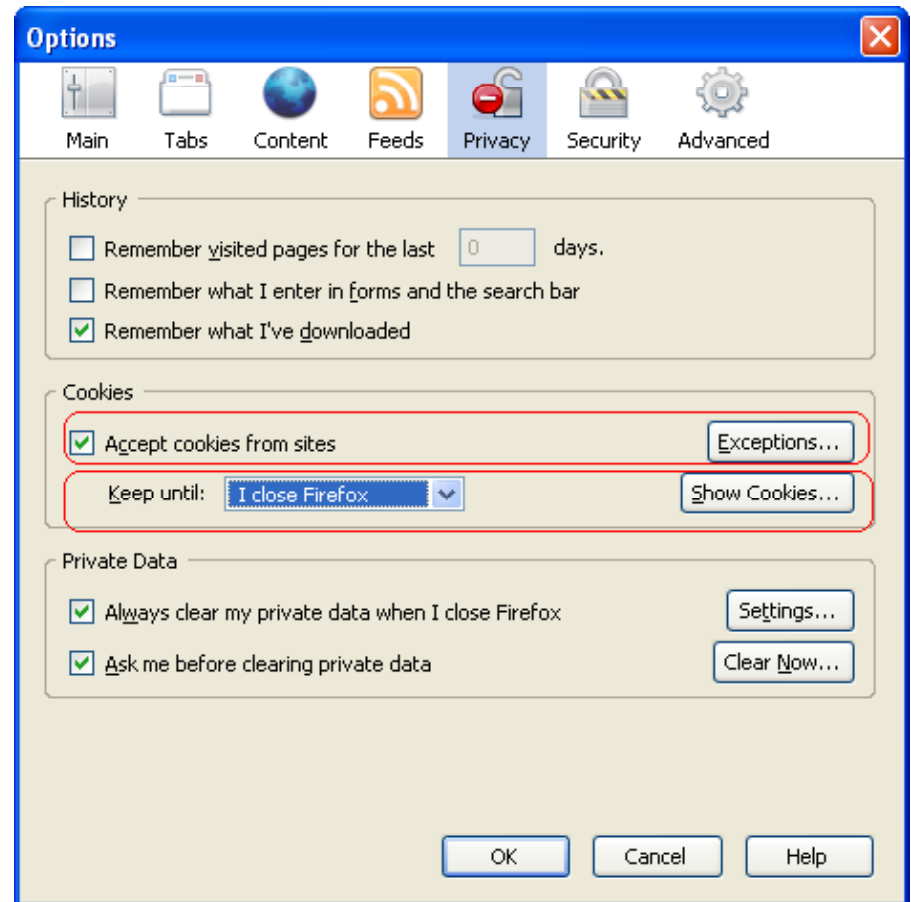 Options
Main Tabs Content Feeds Privacy Security Advanced
History
Remember visited pages for the last 0 days.
Remember what I enter in forms and the search bar
Remember what I've downloaded
Cookies
Accept cookies from sites Exceptions...
Keep until: I close Firefox Show Cookies...
Private Data
Always clear my private data when I close Firefox Settings...
Ask me before clearing private data Clear Now...
OK Cancel Help